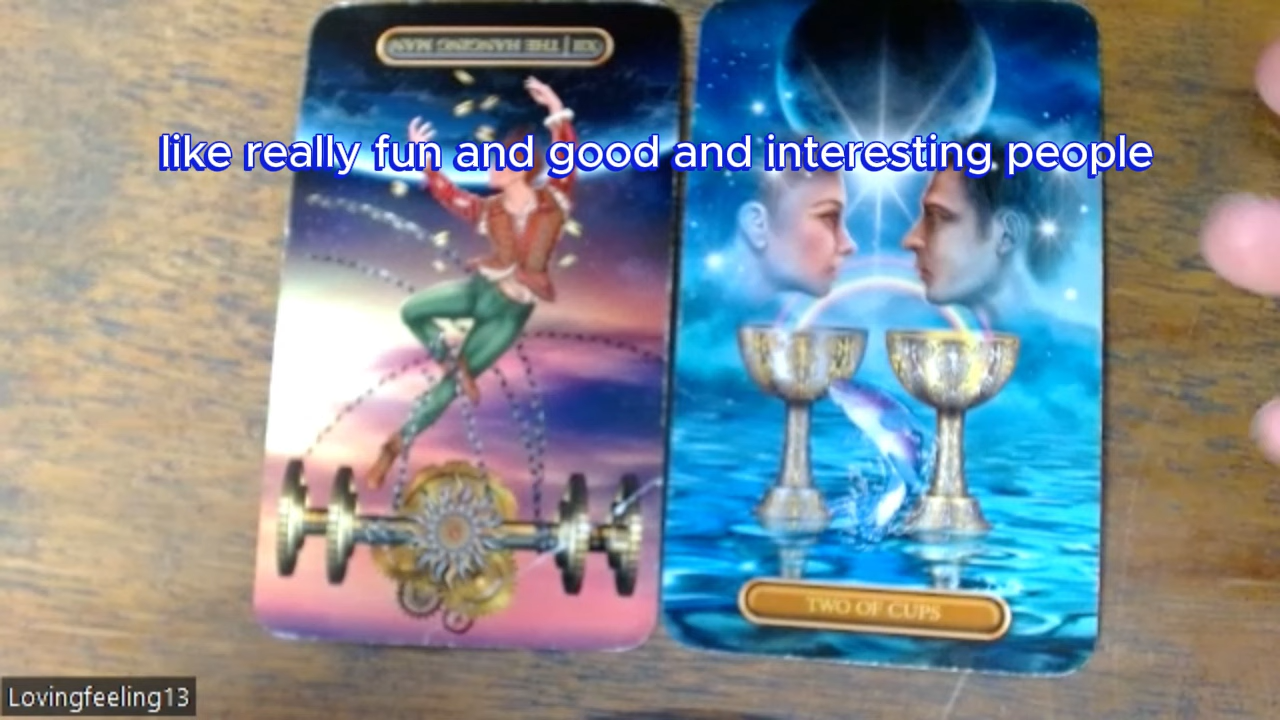 XII | THE HANGING MAN
like really fun and good and interesting people
TWO OF CUPS
Lovingfeeling13